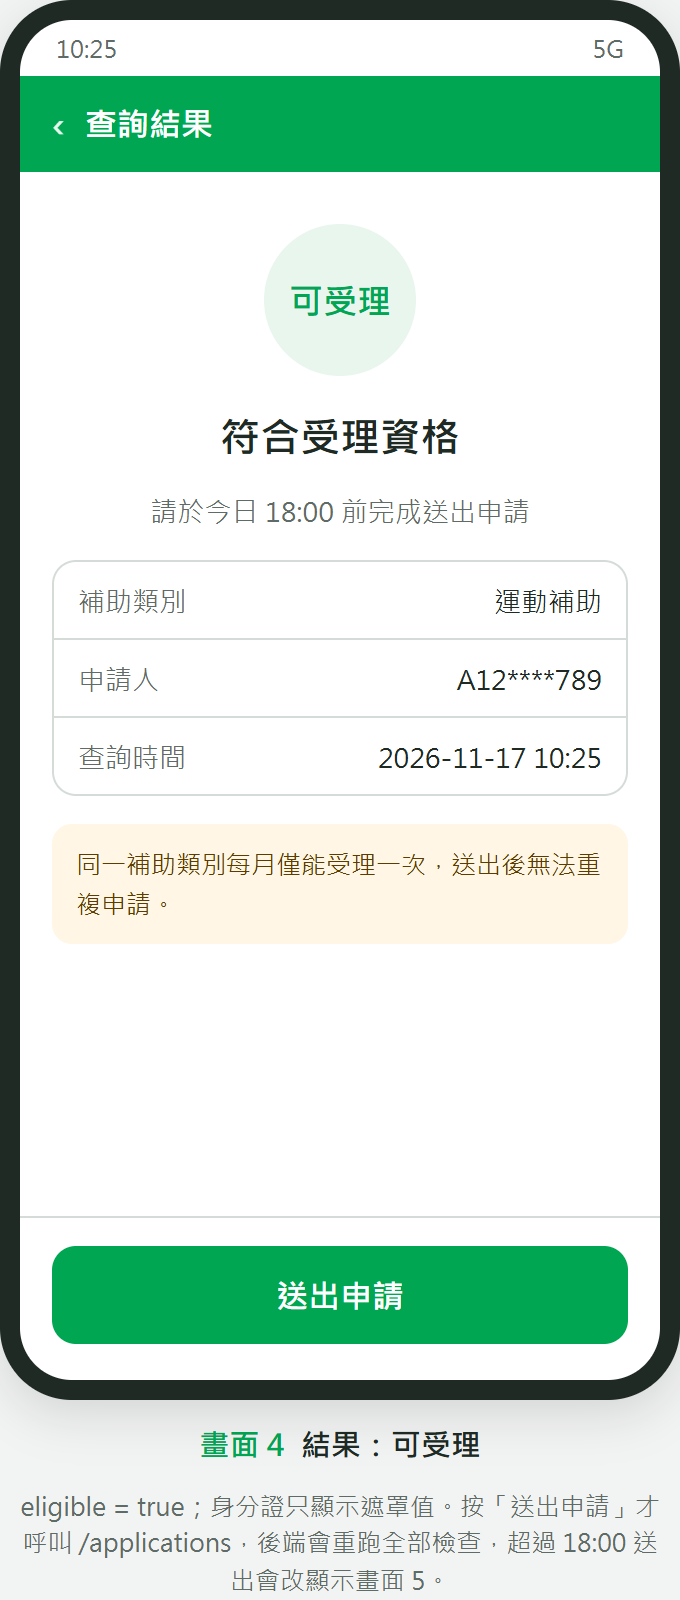 10:25 5G
‹ 查詢結果
可受理
符合受理資格
請於今日 18:00 前完成送出申請
補助類別 運動補助
申請人 A12****789
查詢時間 2026-11-17 10:25
同一補助類別每月僅能受理一次，送出後無法重
複申請。
送出申請
畫面 4 結果：可受理
eligible = true；身分證只顯示遮罩值。按「送出申請」才
呼叫 /applications，後端會重跑全部檢查，超過 18:00 送
出會改顯示畫面 5。